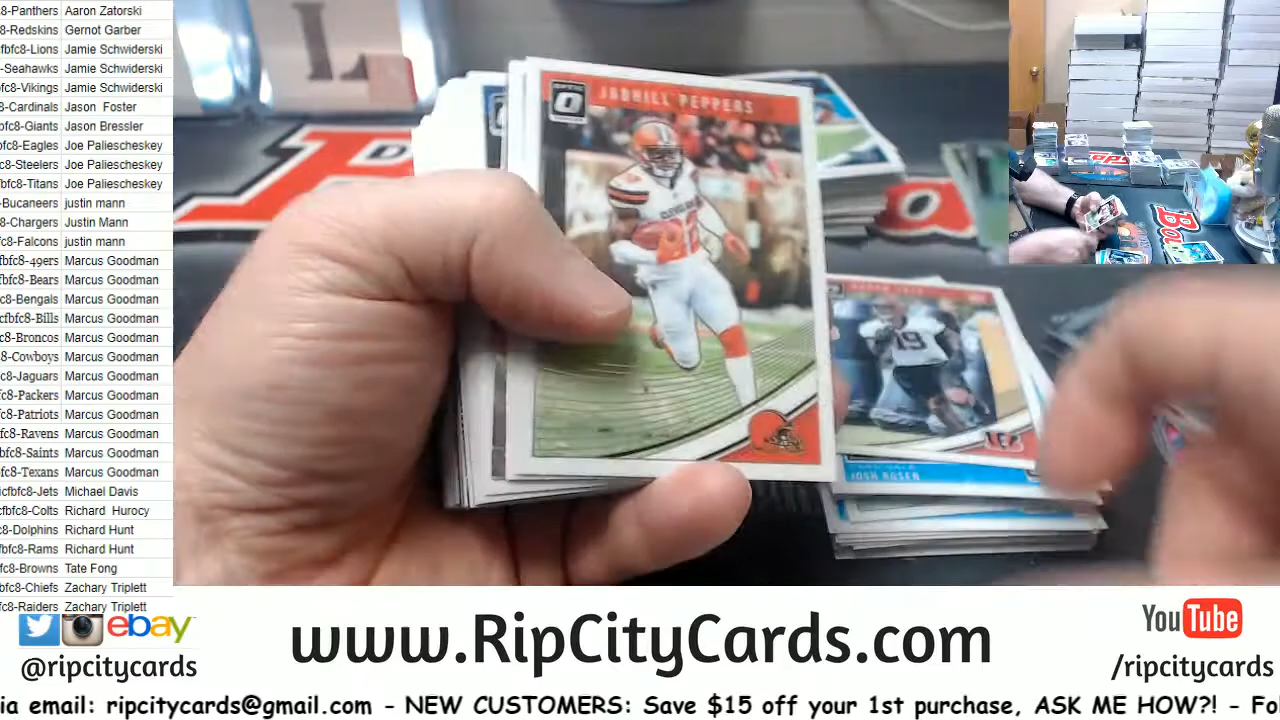 8-Panthers Aaron Zatorski
8-Redskins Gernot Garber
fbfc8-Lions Jamie Schwiderski
-Seahawks Jamie Schwiderski
fc8-Vikings Jamie Schwiderski
8-Cardinals Jason Foster
bfc8-Giants Jason Bressler
fc8-Eagles Joe Paliescheskey
c8-Steelers Joe Paliescheskey
bfc8-Titans Joe Paliescheskey
-Bucaneers justin mann
-Chargers Justin Mann
c8-Falcons justin mann
fbfc8-49ers Marcus Goodman
fbfc8-Bears Marcus Goodman
c8-Bengals Marcus Goodman
cfbfc8-Bills Marcus Goodman
c8-Broncos Marcus Goodman
8-Cowboys Marcus Goodman
c8-Jaguars Marcus Goodman
c8-Packers Marcus Goodman
fc8-Patriots Marcus Goodman
fc8-Ravens Marcus Goodman
bfc8-Saints Marcus Goodman
fc8-Texans Marcus Goodman
icfbfc8-Jets Michael Davis
cfbfc8-Colts Richard Hurocy
c8-Dolphins Richard Hunt
fbfc8-Rams Richard Hunt
fc8-Browns Tate Fong
bfc8-Chiefs Zachary Triplett
fc8-Raiders Zachary Triplett
JABRILL PEPPERS
CLEVELAND
19
JOSH ROSEN
ebay
@ripcitycards
www.RipCityCards.com
YouTube
/ripcitycards
ia email: ripcitycards@gmail.com - NEW CUSTOMERS: Save $15 off your 1st purchase, ASK ME HOW?! - Fo